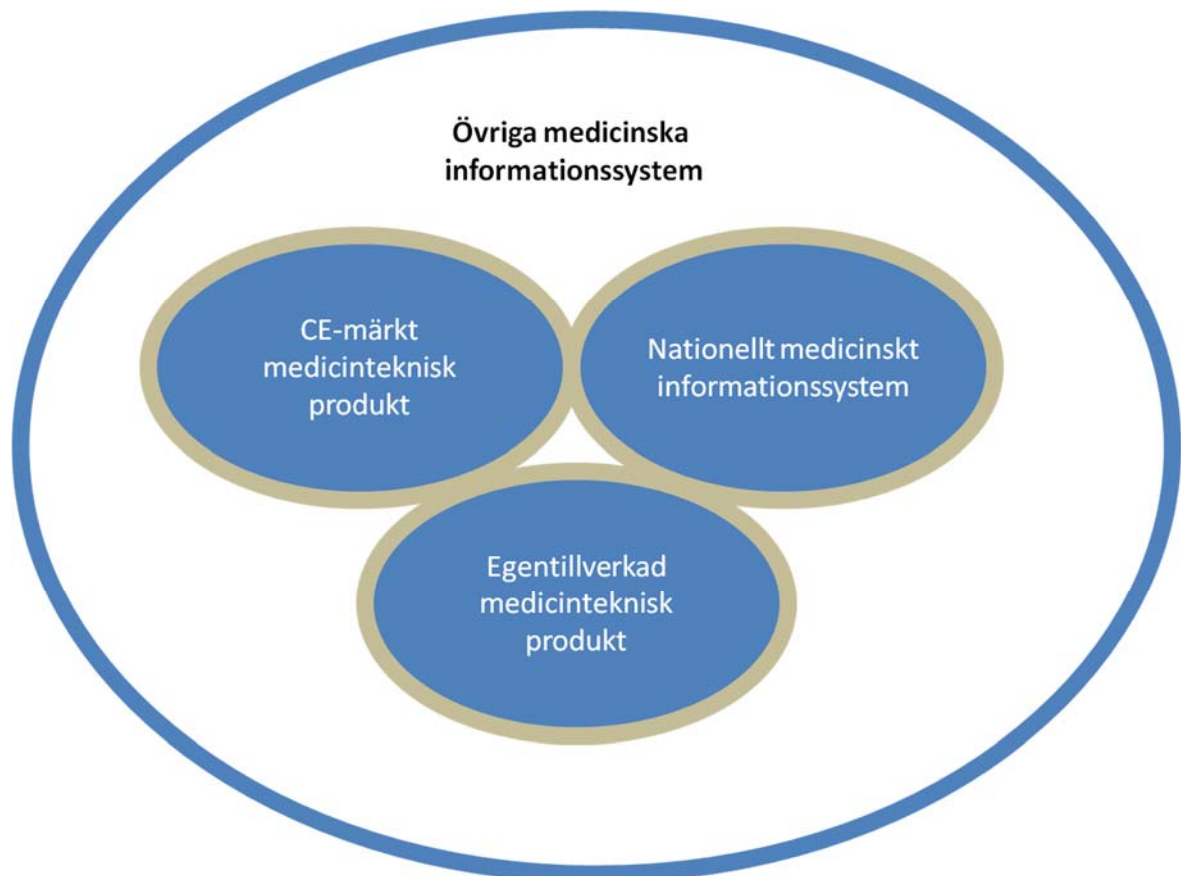 Övriga medicinska
informationssystem
CE-märkt
medicinteknisk
produkt
Nationellt medicinskt
informationssystem
Egentillverkad
medicinteknisk
produkt